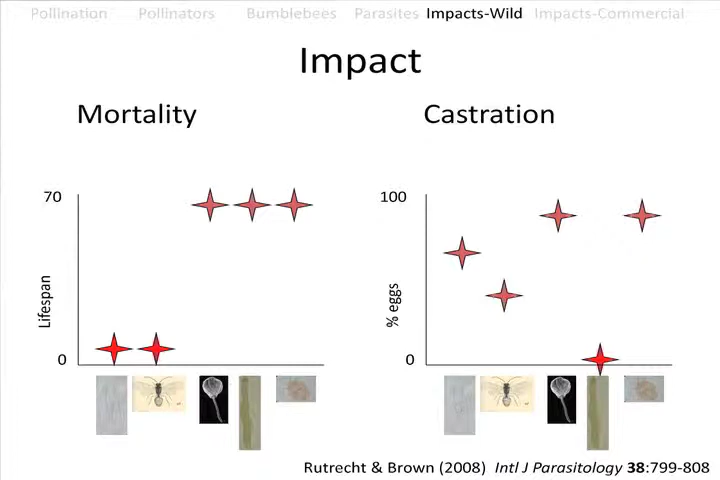 Pollination Pollinators Bumblebees Parasites Impacts-Wild Impacts-Commercial
Impact
Mortality
Castration
70
Lifespan
0
100
% eggs
0
Rutrecht & Brown (2008) Intl J Parasitology 38:799-808